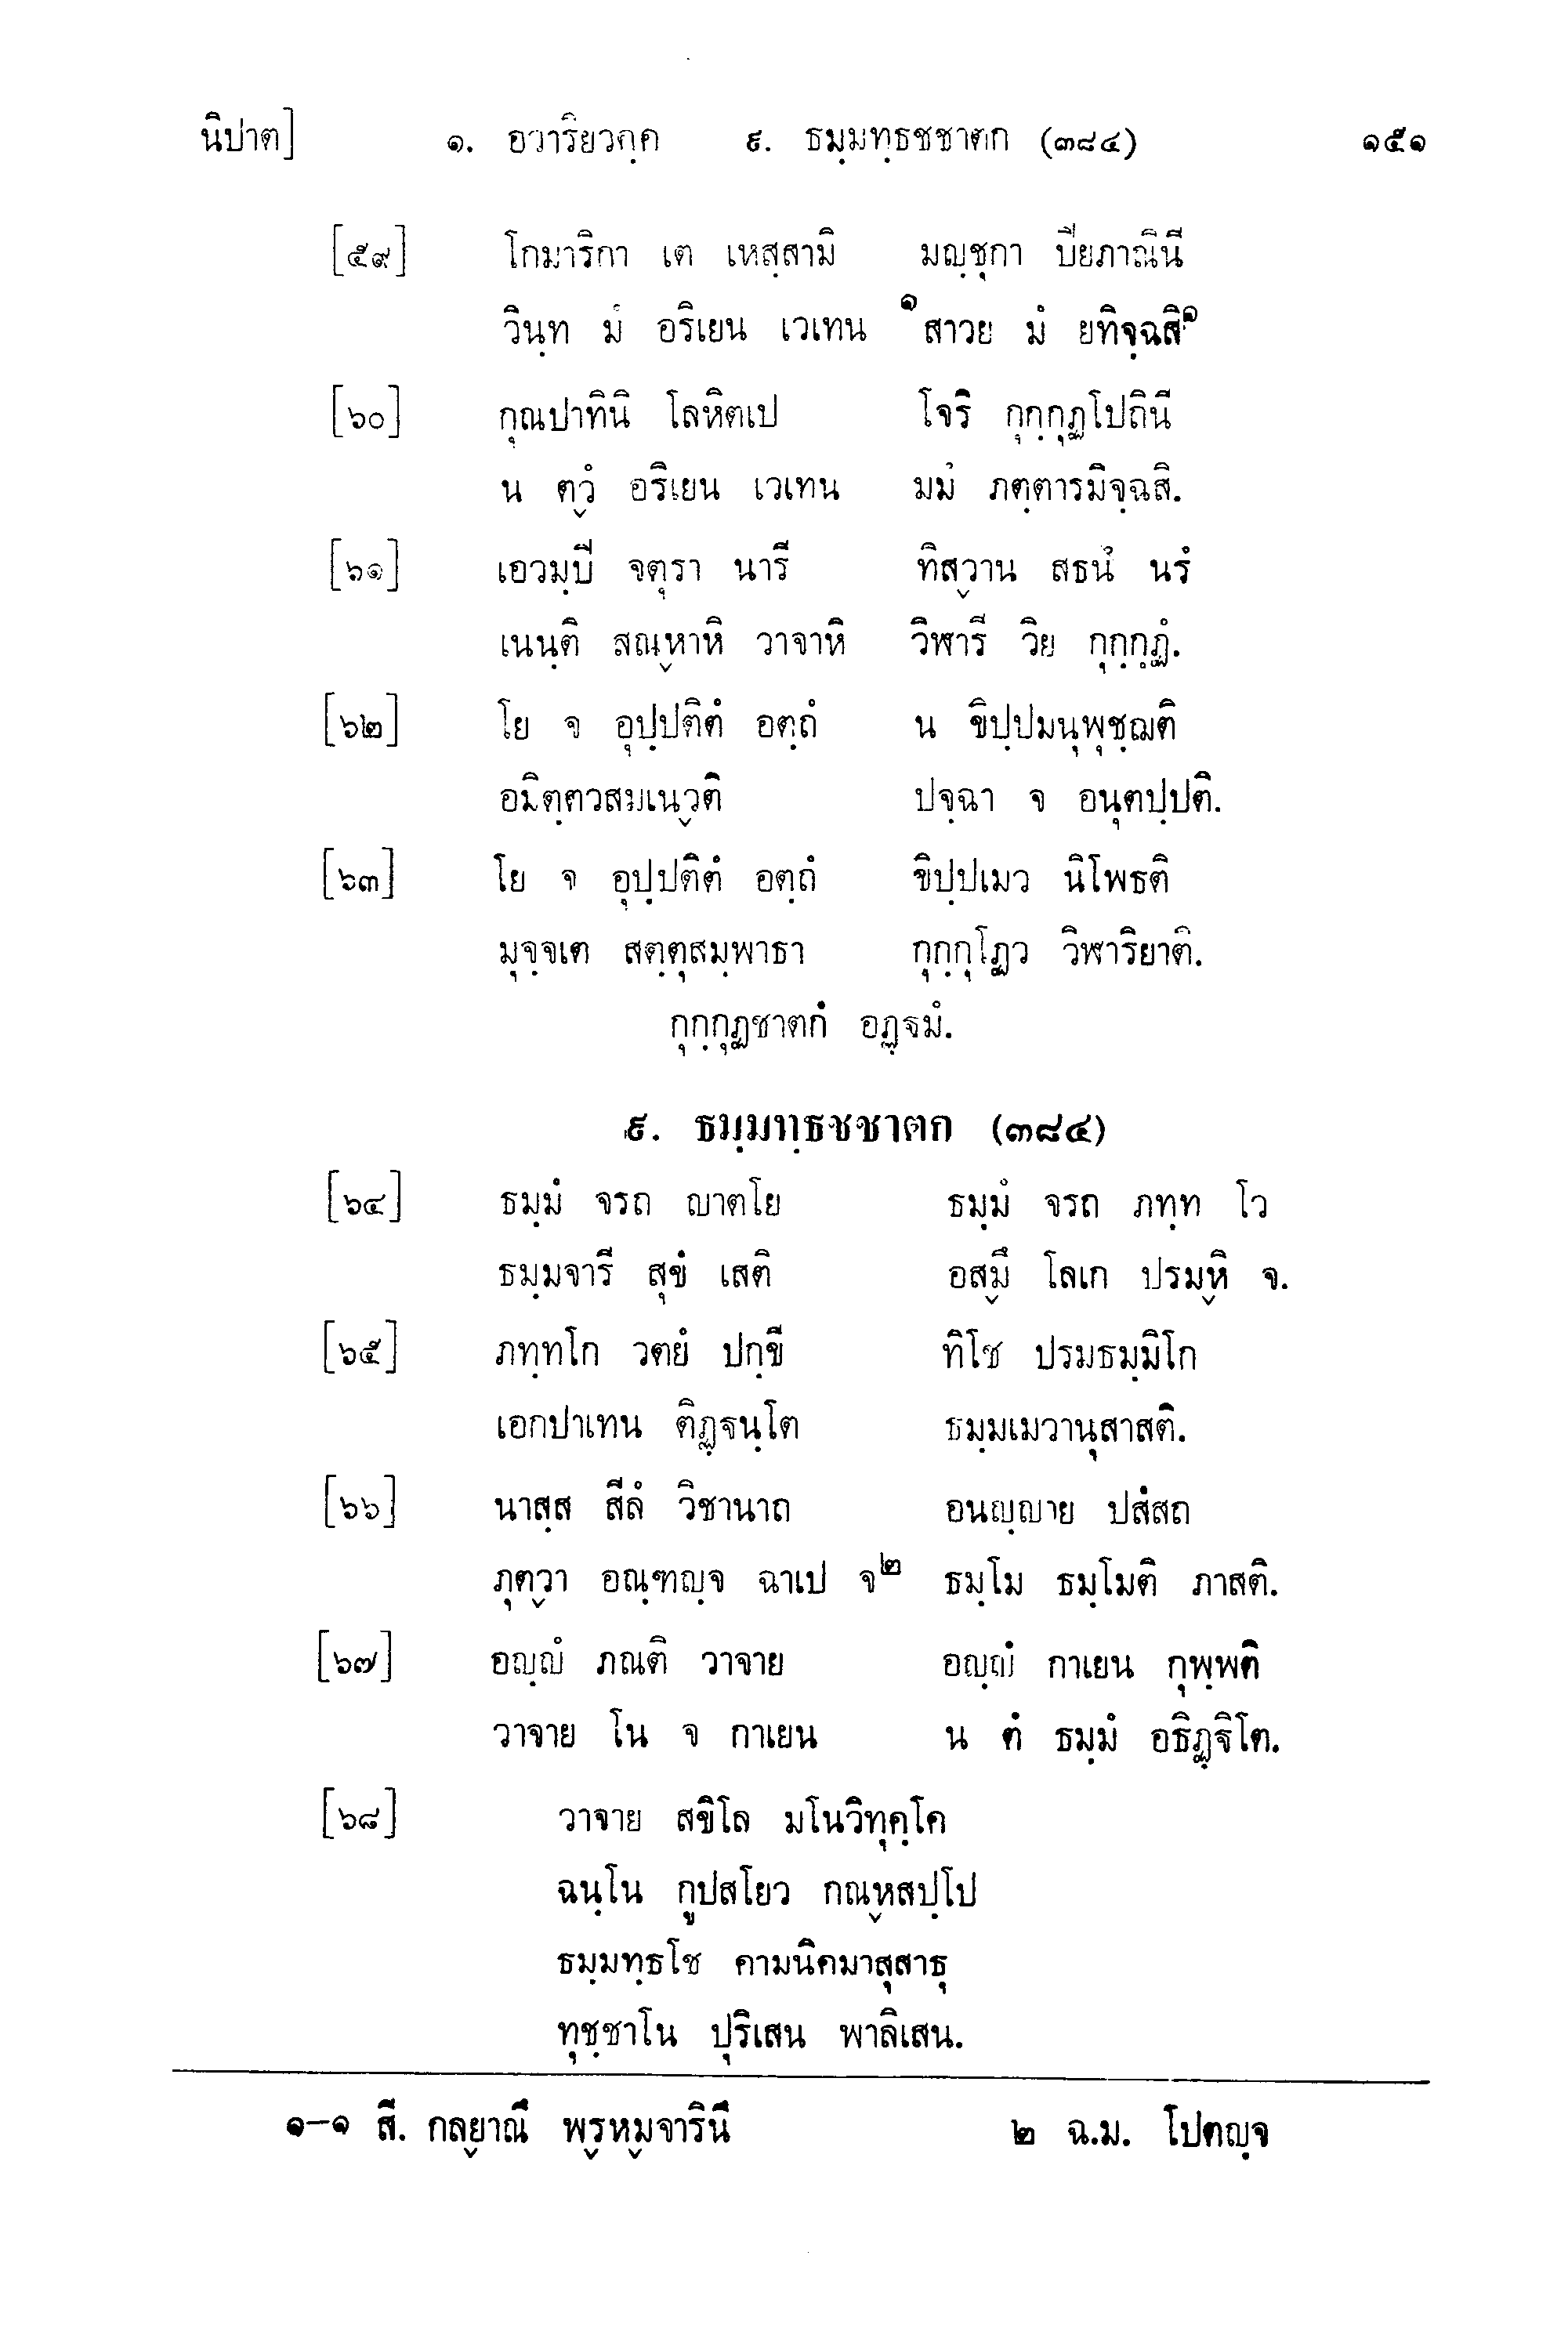 นิปาต] ๑. อวาริยวคฺค ๙. ธมฺมทฺธชชาตก (๓๘๔) ๑๕๑
[๕๙] โกมาริกา เต เหสฺสามิ มญฺชุกา ปิยภาณินี
วินฺท มํ อริเยน เวเทน ๑สาวย มํ ยทิจฺฉสิ๑
[๖๐] กุณปาทินิ โลหิตเป โจริ กุกฺกุฏโปถินี
น ตฺวํ อริเยน เวเทน มมํ ภตฺตารมิจฺฉสิ.
[๖๑] เอวมฺปิ จตุรา นารี ทิสฺวาน สธนํ นรํ
เนนฺติ สณฺหาหิ วาจาหิ วิฬารี วิย กุกฺกุฏํ.
[๖๒] โย จ อุปฺปติตํ อตฺถํ น ขิปฺปมนุพุชฺฌติ
อมิตฺตวสมเนฺวติ ปจฺฉา จ อนุตปฺปติ.
[๖๓] โย จ อุปฺปติตํ อตฺถํ ขิปฺปเมว นิโพธติ
มุจฺจเต สตฺตุสมฺพาธา กุกฺกุโฏว วิฬาริยาติ.
กุกฺกุฏชาตกํ อฏฺฐมํ.
๙. ธมฺมทฺธชชาตก (๓๘๔)
[๖๔] ธมฺมํ จรถ ญาตโย ธมฺมํ จรถ ภทฺท โว
ธมฺมจารี สุขํ เสติ อสฺมึ โลเก ปรมฺหิ จ.
[๖๕] ภทฺทโก วตยํ ปกฺขี ทิโช ปรมธมฺมิโก
เอกปาเทน ติฏฺฐนฺโต ธมฺมเมวานุสาสติ.
[๖๖] นาสฺส สีลํ วิชานาถ อนญฺญาย ปสํสถ
ภุตฺวา อณฺฑญฺจ ฉาเป จ๒ ธมฺโม ธมฺโมติ ภาสติ.
[๖๗] อญฺญํ ภณติ วาจาย อญฺญํ กาเยน กุพฺพติ
วาจาย โน จ กาเยน น ตํ ธมฺมํ อธิฏฺฐิโต.
[๖๘] วาจาย สขิโล มโนวิทุคฺโค
ฉนฺโน กูปสโยว กณฺหสปฺโป
ธมฺมทฺธโช คามนิคมาสุสาธุ
ทุชฺชาโน ปุริเสน พาลิเสน.
๑-๑ สี. กลฺยาณี พฺรหฺมจารินี ๒ ฉ.ม. โปตญฺจ